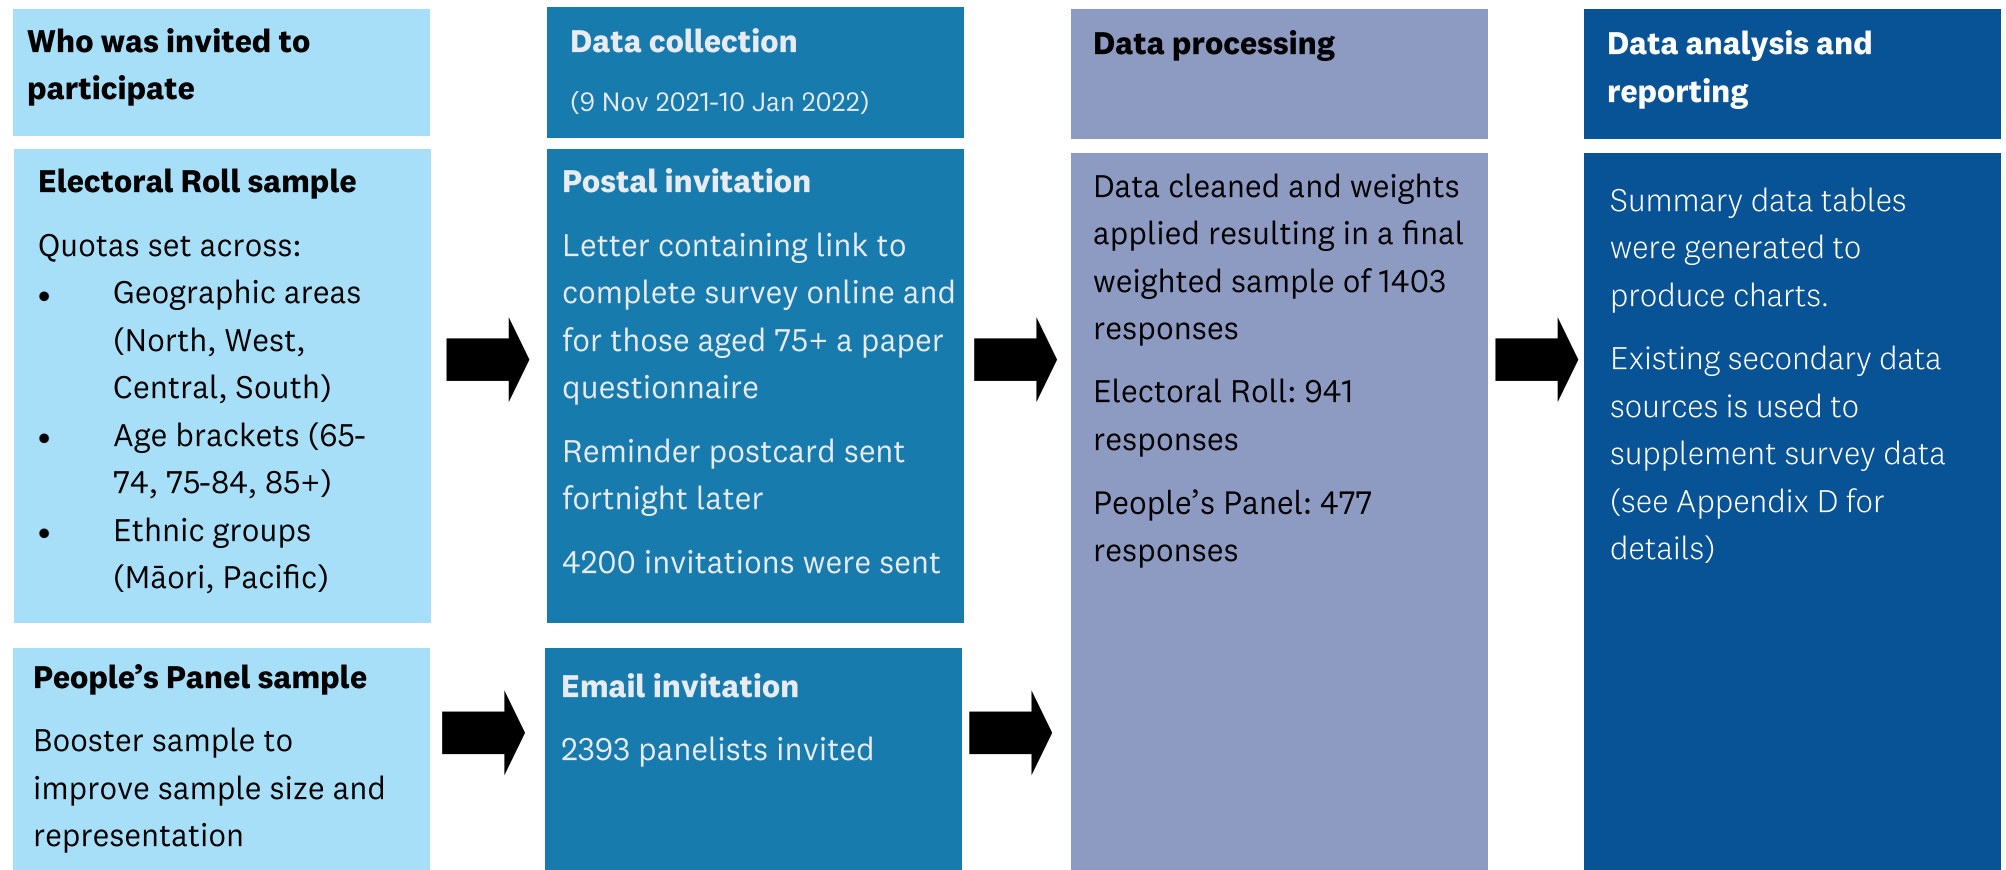 Who was invited to
participate
Electoral Roll sample
Quotas set across:
• Geographic areas
(North, West,
Central, South)
• Age brackets (65-
74, 75-84, 85+)
• Ethnic groups
(Māori, Pacific)
People's Panel sample
Booster sample to
improve sample size and
representation
Data collection
(9 Nov 2021-10 Jan 2022)
Postal invitation
Letter containing link to
complete survey online and
for those aged 75+ a paper
questionnaire
Reminder postcard sent
fortnight later
4200 invitations were sent
Email invitation
2393 panelists invited
Data processing
Data cleaned and weights
applied resulting in a final
weighted sample of 1403
responses
Electoral Roll: 941
responses
People's Panel: 477
responses
Data analysis and
reporting
Summary data tables
were generated to
produce charts.
Existing secondary data
sources is used to
supplement survey data
(see Appendix D for
details)